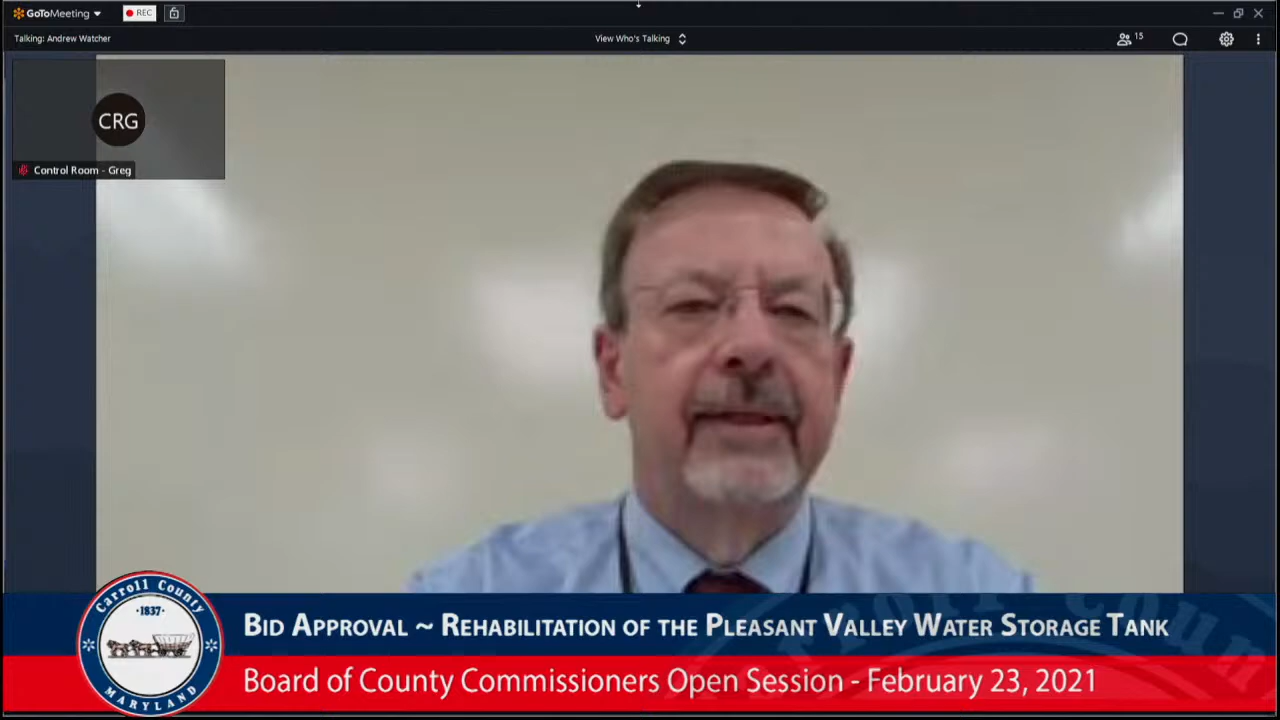 GoToMeeting
REC
Talking: Andrew Watcher
View Who's Talking
15
CRG
Control Room - Greg
Carroll County
·1837·
MARYLAND
BID APPROVAL ~ REHABILITATION OF THE PLEASANT VALLEY WATER STORAGE TANK
Board of County Commissioners Open Session - February 23, 2021